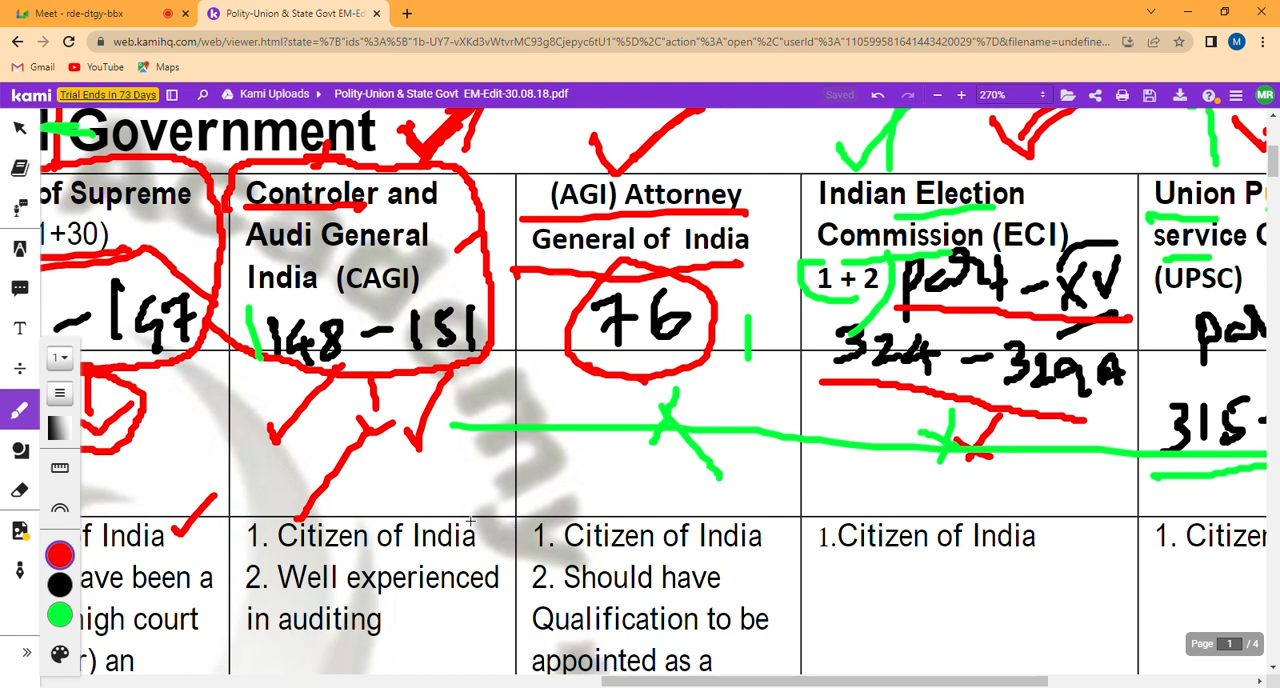 Meet - rde-dtgy-bbx
Polity-Union & State Govt EM-Ed
web.kamihq.com/web/viewer.html?state=%7B"ids"%3A%5B"1b-UY7-vXKd3vWtvrMC93g8Cjepyc6tU1"%5D%2C"action"%3A"open"%2C"userId"%3A"110599581641443420029"%7D&filename=undefine...
M
Gmail
YouTube
Maps
kami
Trial Ends In 73 Days
Kami Uploads
Polity-Union & State Govt EM-Edit-30.08.18.pdf
Saved
270%
MR
Government
of Supreme
1+30)
- 147
Controler and
Audi General
India (CAGI)
148 - 151
(AGI) Attorney
General of India
76
Indian Election
Commission (ECI)
1 + 2
part - XV
324 - 329A
Union P
service C
(UPSC)
pa
315-
1
f India
ave been a
igh court
r) an
1. Citizen of India
2. Well experienced
in auditing
1. Citizen of India
2. Should have
Qualification to be
appointed as a
1.Citizen of India
1. Citizen
Page 1 / 4